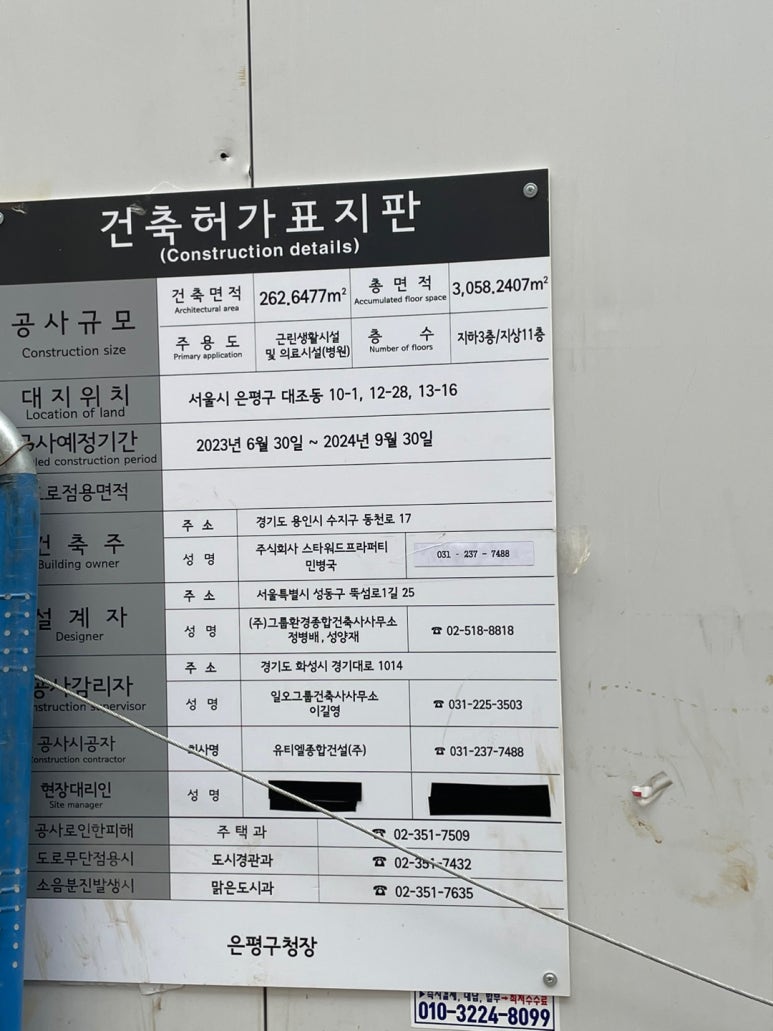 건축허가표지판
(Construction details)
공사규모
Construction size
건축면적
Architectural area
262.6477m²
총면적
Accumulated floor space
3,058.2407m²
주용도
Primary application
근린생활시설
및 의료시설(병원)
층수
Number of floors
지하3층/지상11층
대지위치
Location of land
서울시 은평구 대조동 10-1, 12-28, 13-16
공사예정기간
construction period
2023년 6월 30일 ~ 2024년 9월 30일
도로점용면적
건축주
Building owner
주소
경기도 용인시 수지구 동천로 17
성명
주식회사 스타워드프라퍼티
민병국
031 - 237 - 7488
설계자
Designer
주소
서울특별시 성동구 뚝섬로1길 25
성명
(주)그룹환경종합건축사사무소
정병배, 성양재
☎ 02-518-8818
공사감리자
construction supervisor
주소
경기도 화성시 경기대로 1014
성명
일오그룹건축사사무소
이길영
☎ 031-225-3503
공사시공자
Construction contractor
회사명
유티엘종합건설(주)
☎ 031-237-7488
현장대리인
Site manager
성명
공사로인한피해
주택과
☎ 02-351-7509
도로무단점용시
도시경관과
☎ 02-351-7432
소음분진발생시
맑은도시과
☎ 02-351-7635
은평구청장
010-3224-8099